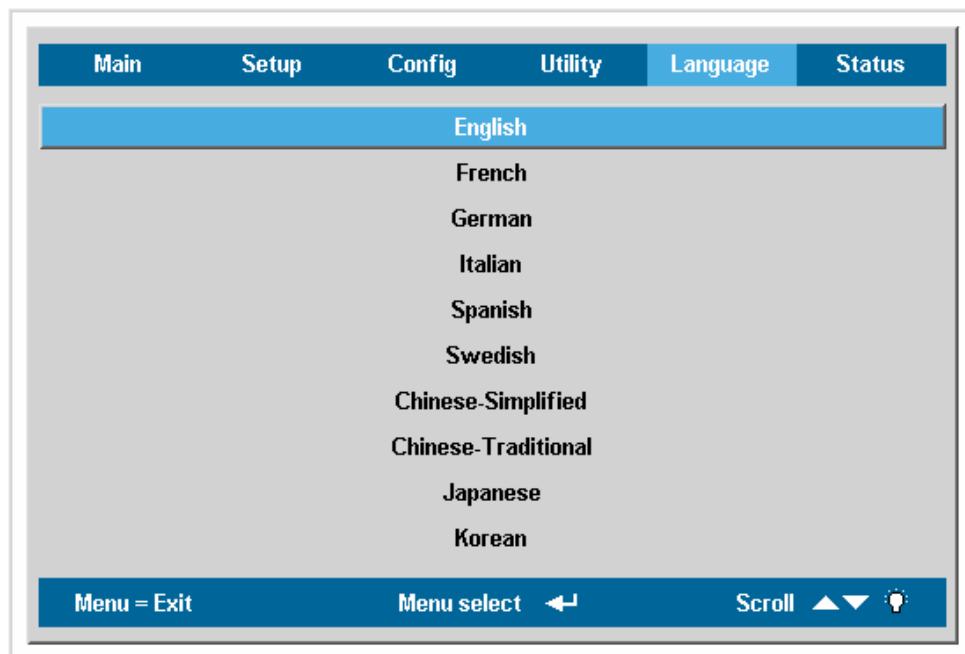 Main Setup Config Utility Language Status
English
French
German
Italian
Spanish
Swedish
Chinese-Simplified
Chinese-Traditional
Japanese
Korean
Menu = Exit Menu select Scroll